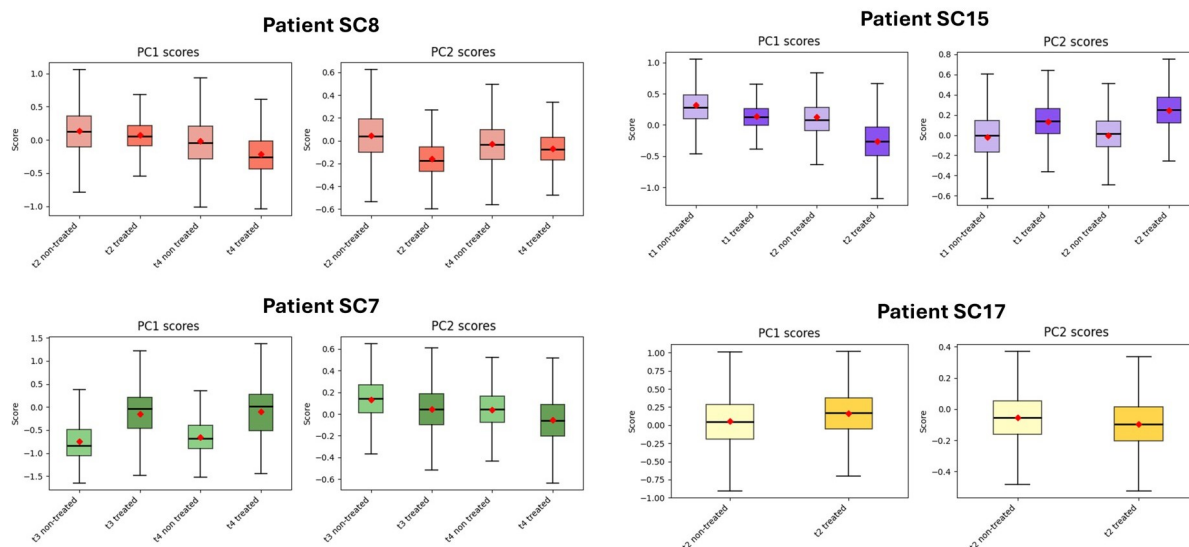 Patient SC8
PC1 scores
PC2 scores
Score
1.0
0.5
0.0
−0.5
−1.0
t2 non-treated
t2 treated
t4 non treated
t4 treated
Score
0.6
0.4
0.2
0.0
−0.2
−0.4
−0.6
t2 non-treated
t2 treated
t4 non treated
t4 treated
Patient SC15
PC1 scores
PC2 scores
Score
1.0
0.5
0.0
−0.5
−1.0
t1 non-treated
t1 treated
t2 non treated
t2 treated
Score
0.8
0.6
0.4
0.2
0.0
−0.2
−0.4
−0.6
t1 non-treated
t1 treated
t2 non treated
t2 treated
Patient SC7
PC1 scores
PC2 scores
Score
1.5
1.0
0.5
0.0
−0.5
−1.0
−1.5
t3 non-treated
t3 treated
t4 non treated
t4 treated
Score
0.6
0.4
0.2
0.0
−0.2
−0.4
−0.6
t3 non-treated
t3 treated
t4 non treated
t4 treated
Patient SC17
PC1 scores
PC2 scores
Score
1.00
0.75
0.50
0.25
0.00
−0.25
−0.50
−0.75
−1.00
t2 non-treated
t2 treated
Score
0.4
0.2
0.0
−0.2
−0.4
t2 non-treated
t2 treated